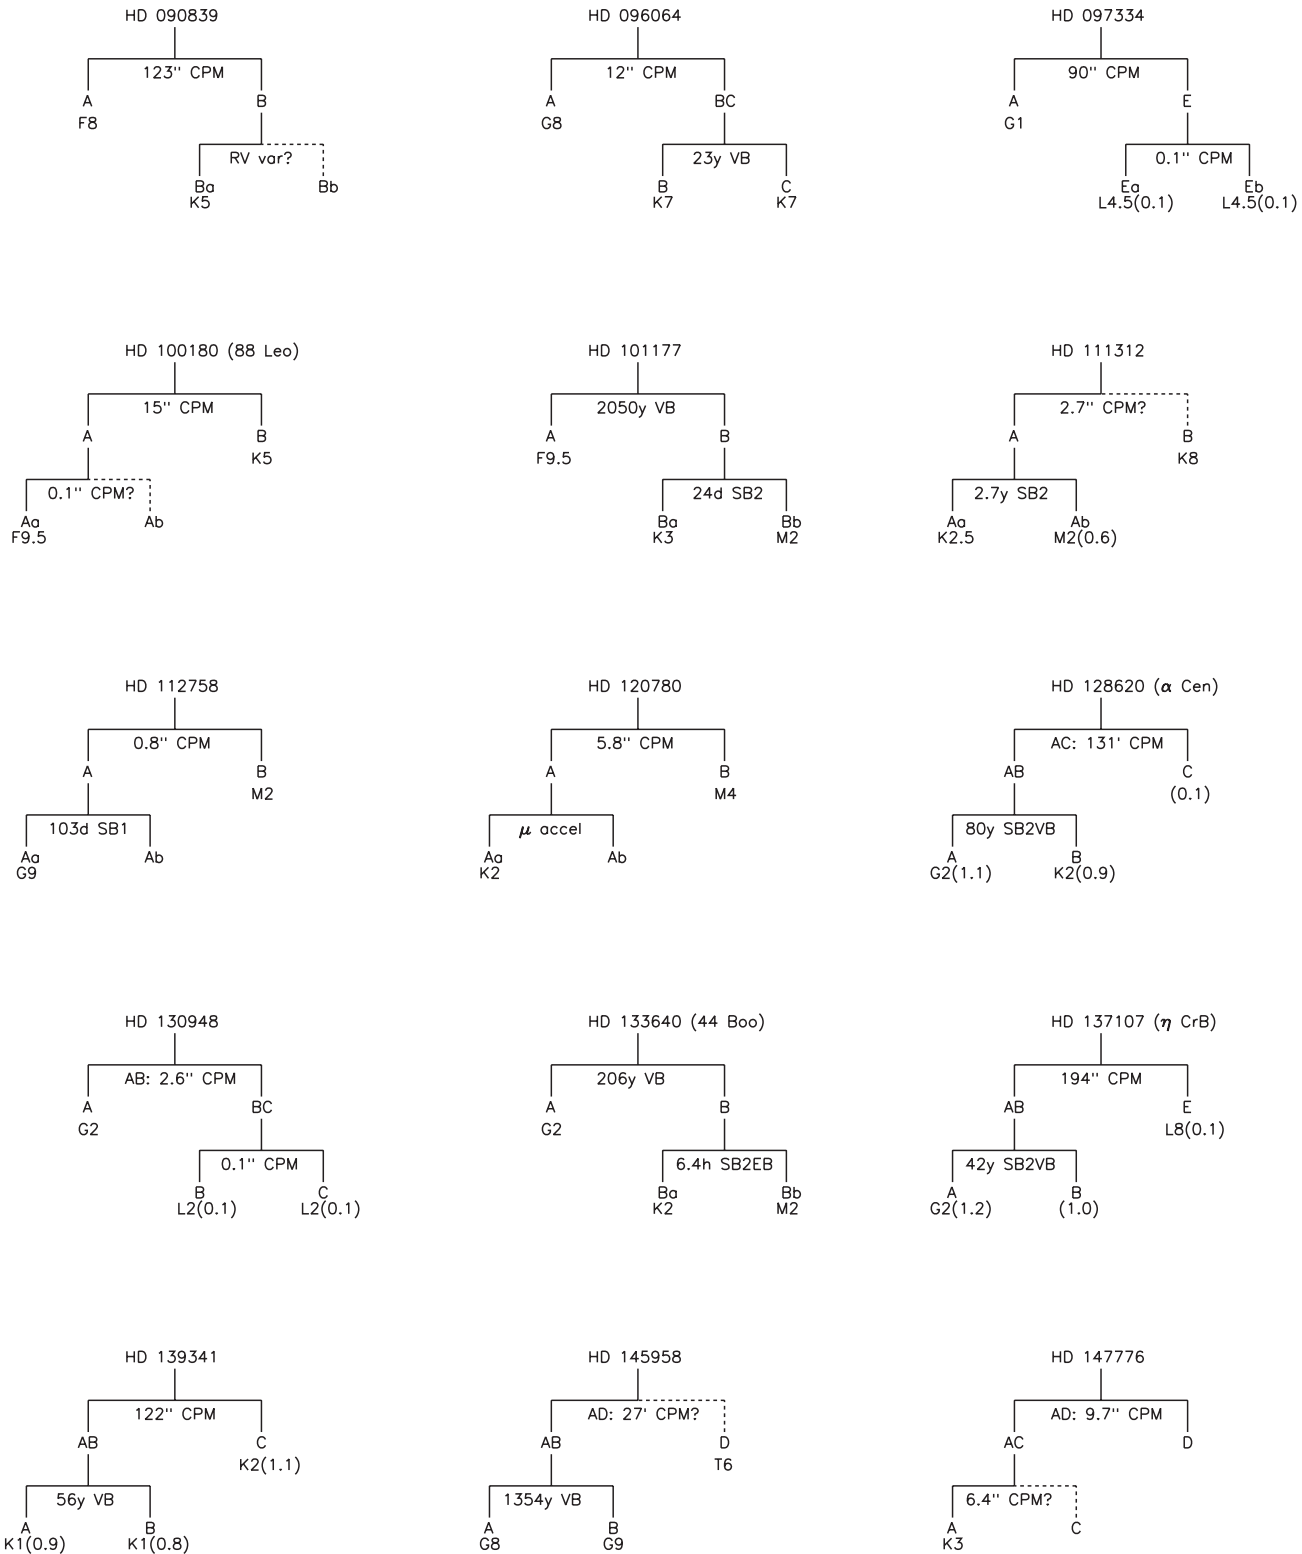 HD 090839
123" CPM
A
B
F8
RV var?
Ba
Bb
K5
HD 096064
12" CPM
A
BC
G8
23y VB
B
C
K7
K7
HD 097334
90" CPM
A
E
G1
0.1" CPM
Ea
Eb
L4.5(0.1)
L4.5(0.1)
HD 100180 (88 Leo)
15" CPM
A
B
K5
0.1" CPM?
Aa
Ab
F9.5
HD 101177
2050y VB
A
B
F9.5
24d SB2
Ba
Bb
K3
M2
HD 111312
2.7" CPM?
A
B
K8
2.7y SB2
Aa
Ab
K2.5
M2(0.6)
HD 112758
0.8" CPM
A
B
M2
103d SB1
Aa
Ab
G9
HD 120780
5.8" CPM
A
B
M4
μ accel
Aa
Ab
K2
HD 128620 (α Cen)
AC: 131' CPM
AB
C
(0.1)
80y SB2VB
A
B
G2(1.1)
K2(0.9)
HD 130948
AB: 2.6" CPM
A
BC
G2
0.1" CPM
B
C
L2(0.1)
L2(0.1)
HD 133640 (44 Boo)
206y VB
A
B
G2
6.4h SB2EB
Ba
Bb
K2
M2
HD 137107 (η CrB)
194" CPM
AB
E
L8(0.1)
42y SB2VB
A
B
G2(1.2)
(1.0)
HD 139341
122" CPM
AB
C
K2(1.1)
56y VB
A
B
K1(0.9)
K1(0.8)
HD 145958
AD: 27' CPM?
AB
D
T6
1354y VB
A
B
G8
G9
HD 147776
AD: 9.7" CPM
AC
D
6.4" CPM?
A
C
K3